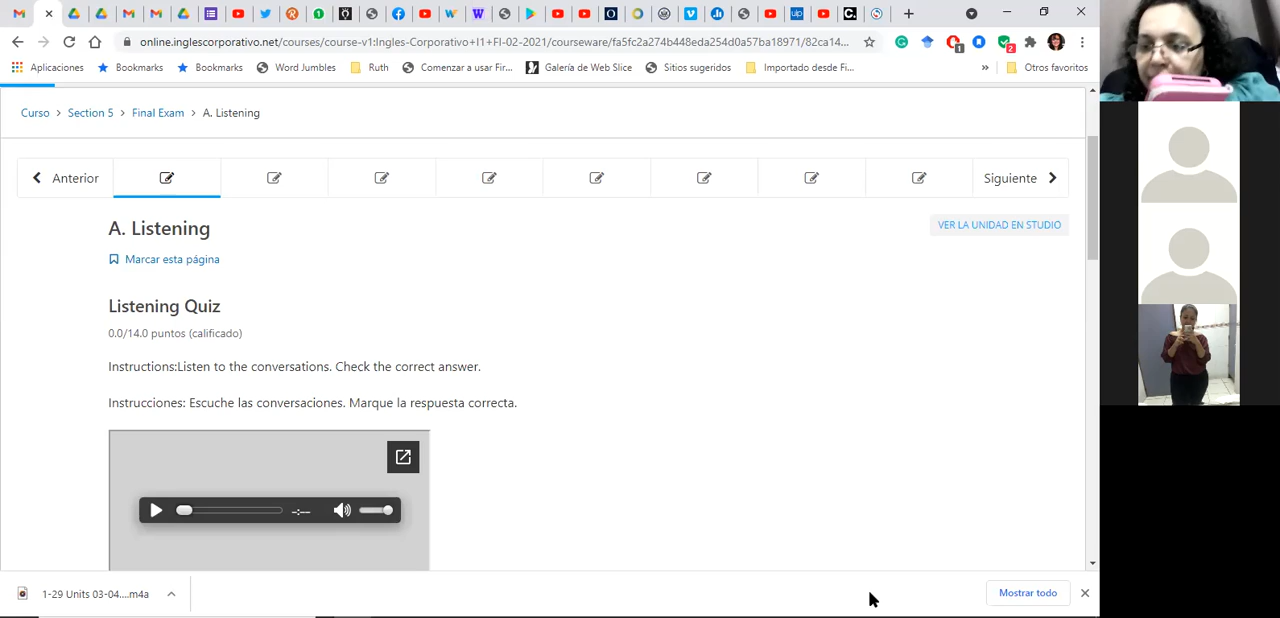 online.inglescorporativo.net/courses/course-v1:Ingles-Corporativo+I1+FI-02-2021/courseware/fa5fc2a274b448eda254d0a57ba18971/82ca14...
Aplicaciones Bookmarks Bookmarks Word Jumbles Ruth Comenzar a usar Fir... Galería de Web Slice Sitios sugeridos Importado desde Fi... » Otros favoritos
Curso > Section 5 > Final Exam > A. Listening
Anterior Siguiente
A. Listening
VER LA UNIDAD EN STUDIO
Marcar esta página
Listening Quiz
0.0/14.0 puntos (calificado)
Instructions:Listen to the conversations. Check the correct answer.
Instrucciones: Escuche las conversaciones. Marque la respuesta correcta.
-:--
1-29 Units 03-04....m4a
Mostrar todo